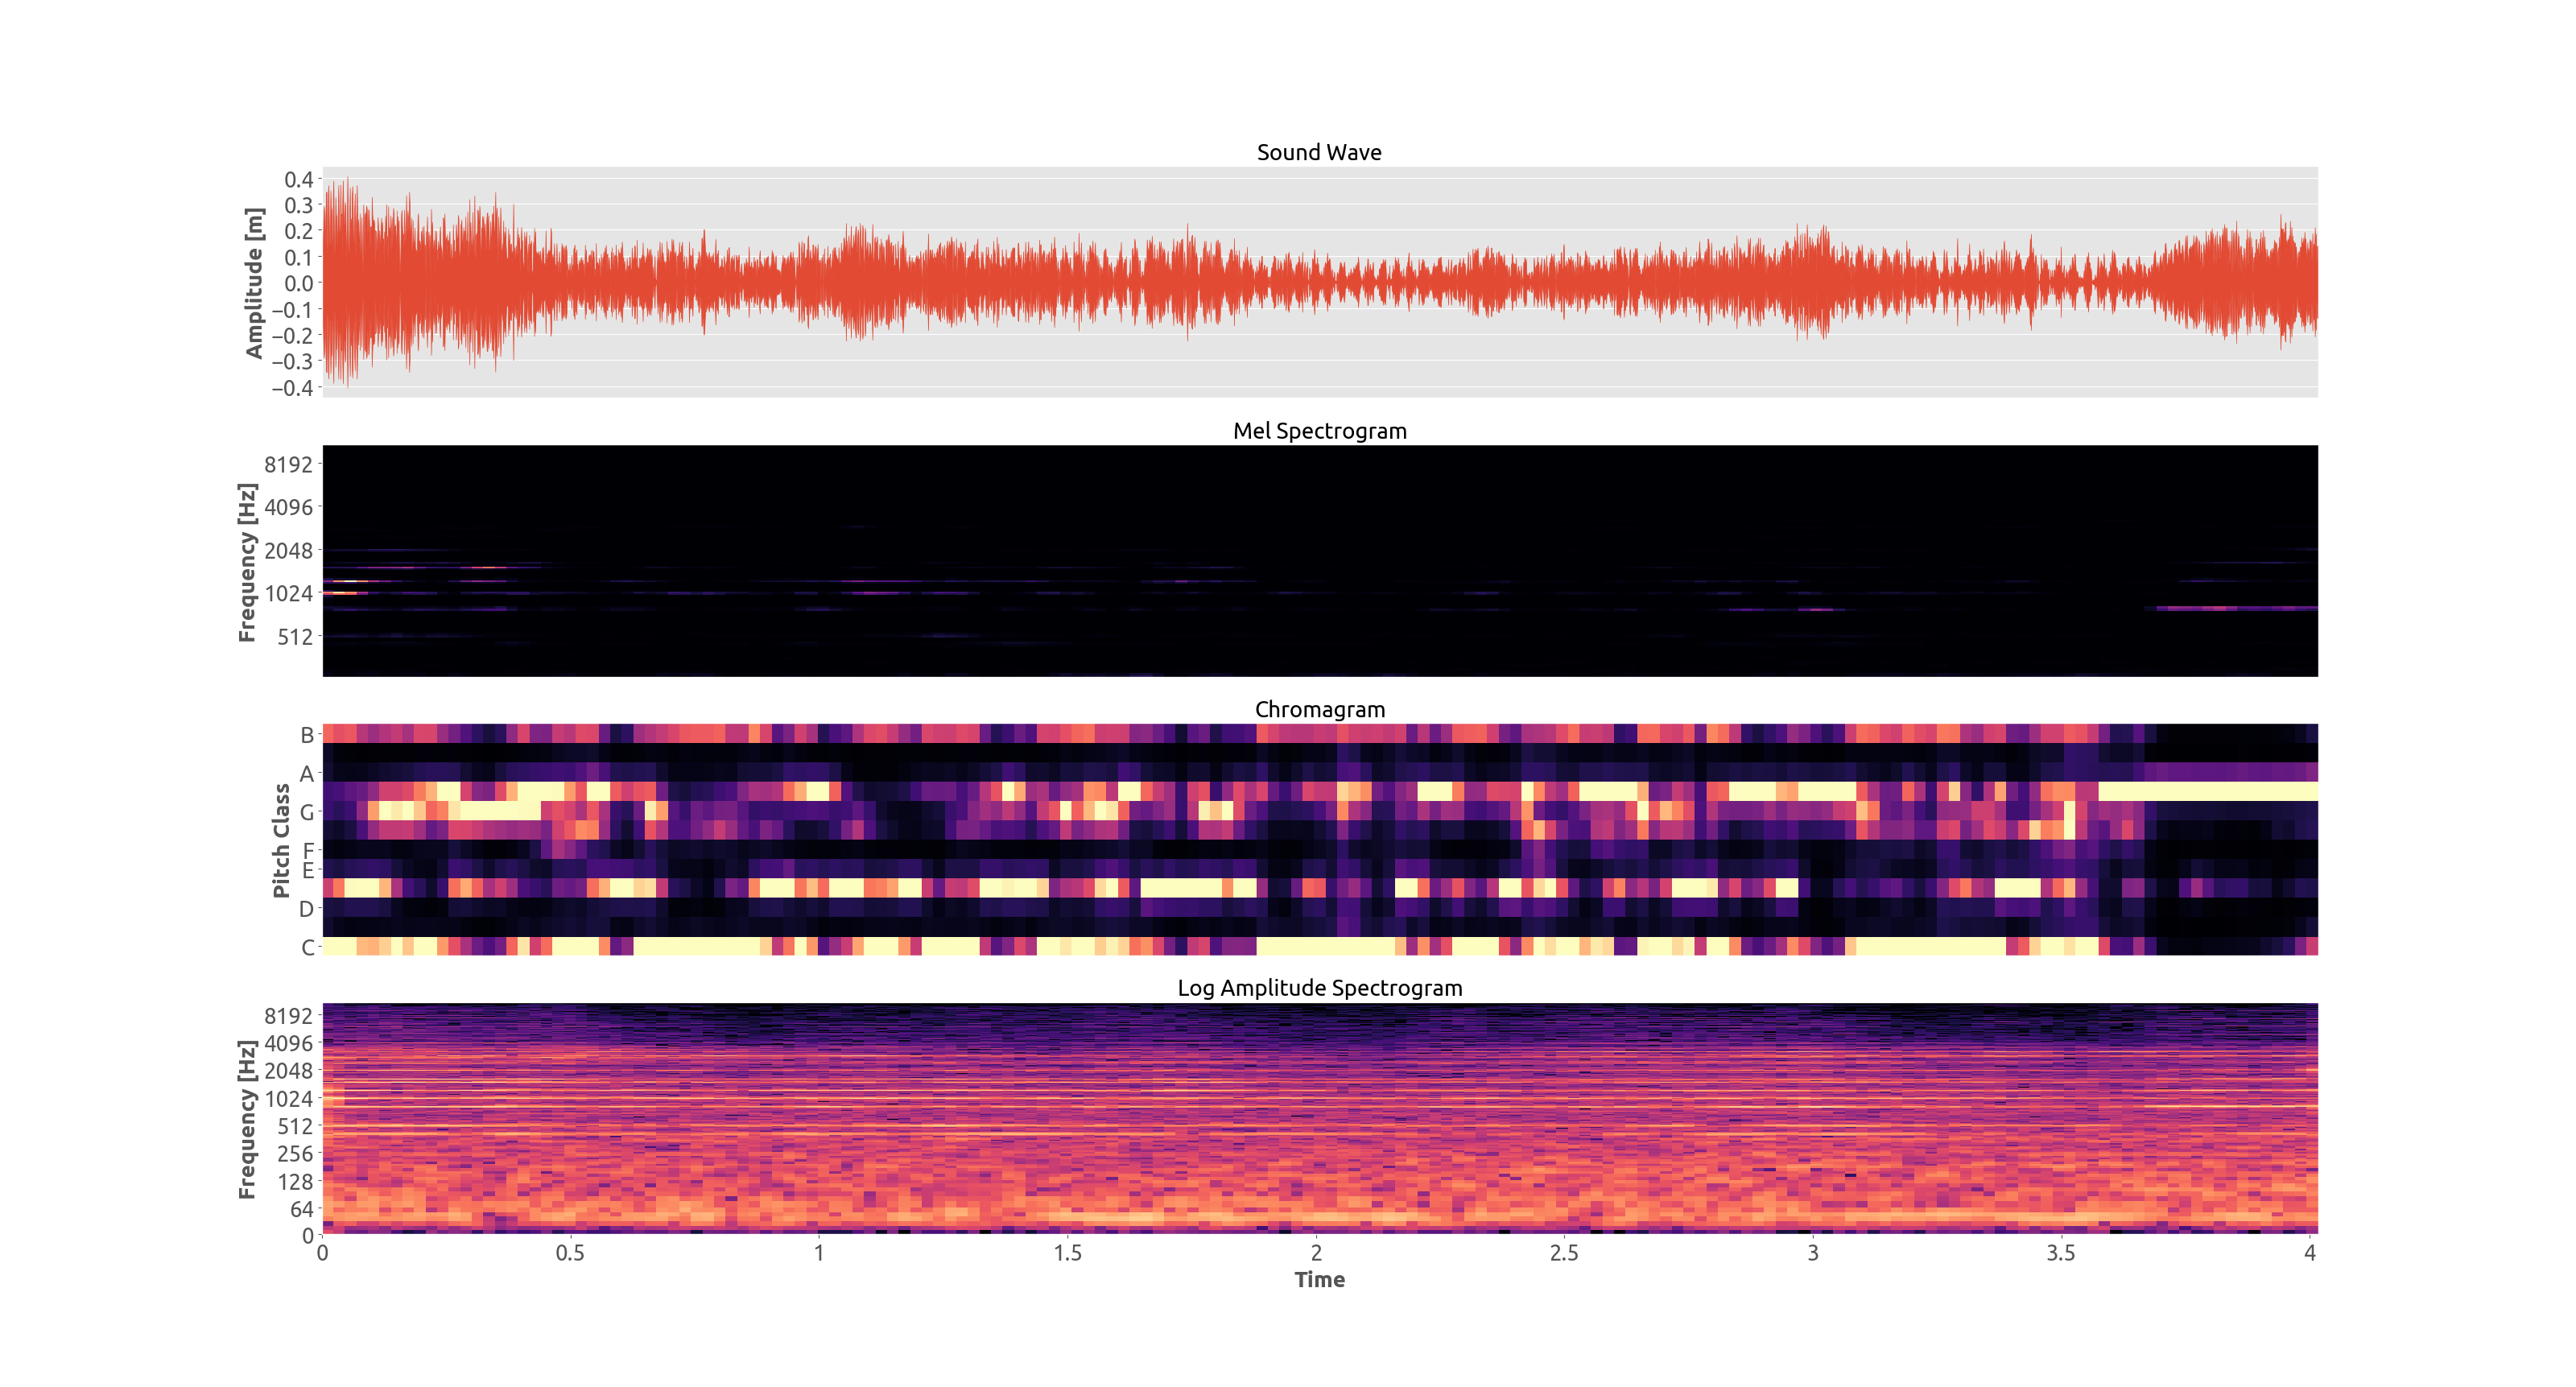 Sound Wave
Amplitude [m]
0.4
0.3
0.2
0.1
0.0
−0.1
−0.2
−0.3
−0.4
Mel Spectrogram
Frequency [Hz]
8192
4096
2048
1024
512
Chromagram
Pitch Class
B
A
G
F
E
D
C
Log Amplitude Spectrogram
Frequency [Hz]
8192
4096
2048
1024
512
256
128
64
0
0 0.5 1 1.5 2 2.5 3 3.5 4
Time